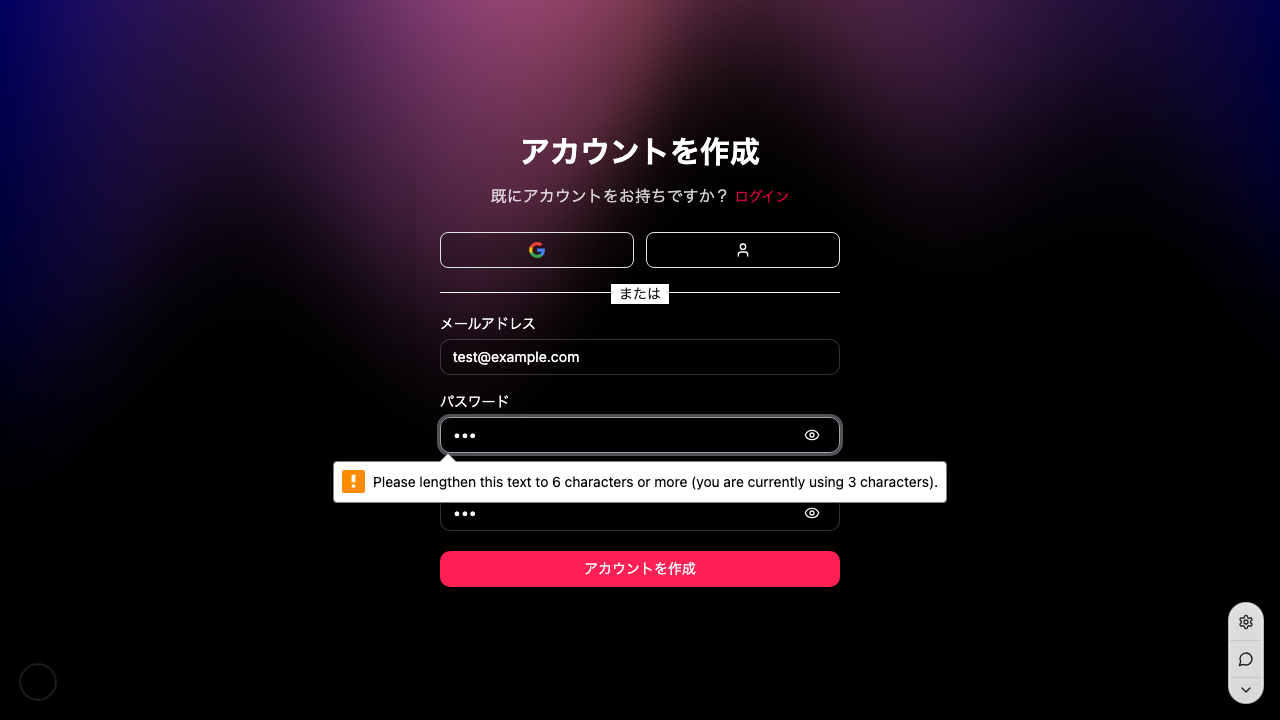 アカウントを作成
既にアカウントをお持ちですか？ ログイン
または
メールアドレス
test@example.com
パスワード
Please lengthen this text to 6 characters or more (you are currently using 3 characters).
アカウントを作成